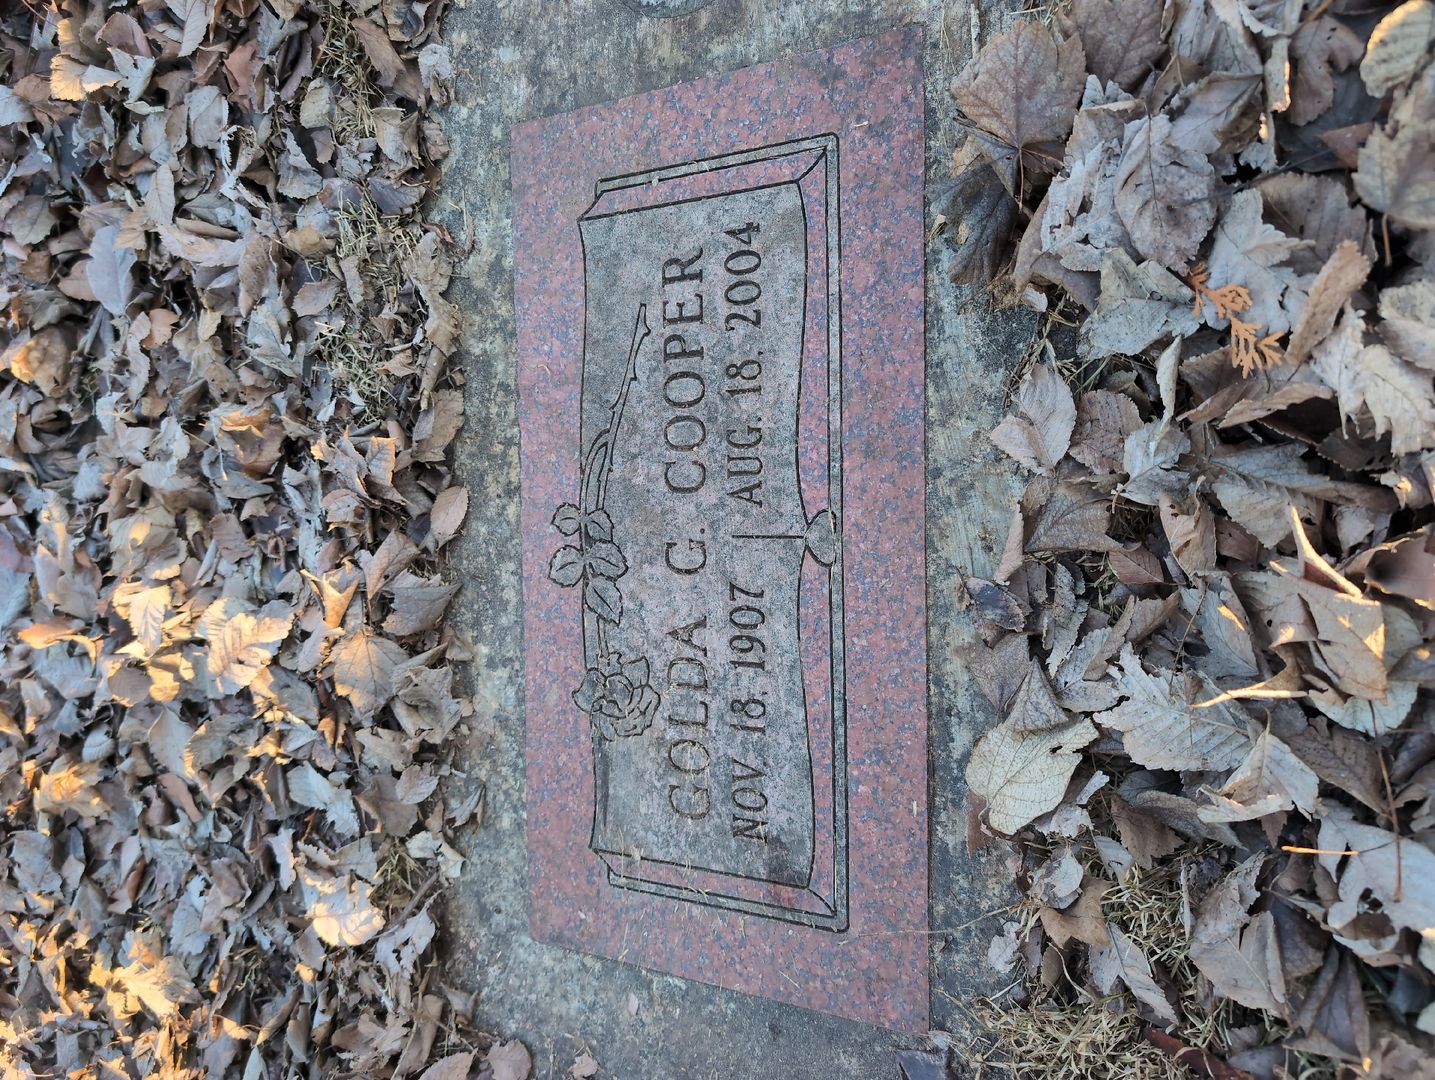 GOLDA G. COOPER
NOV. 18. 1907 AUG. 18. 2004